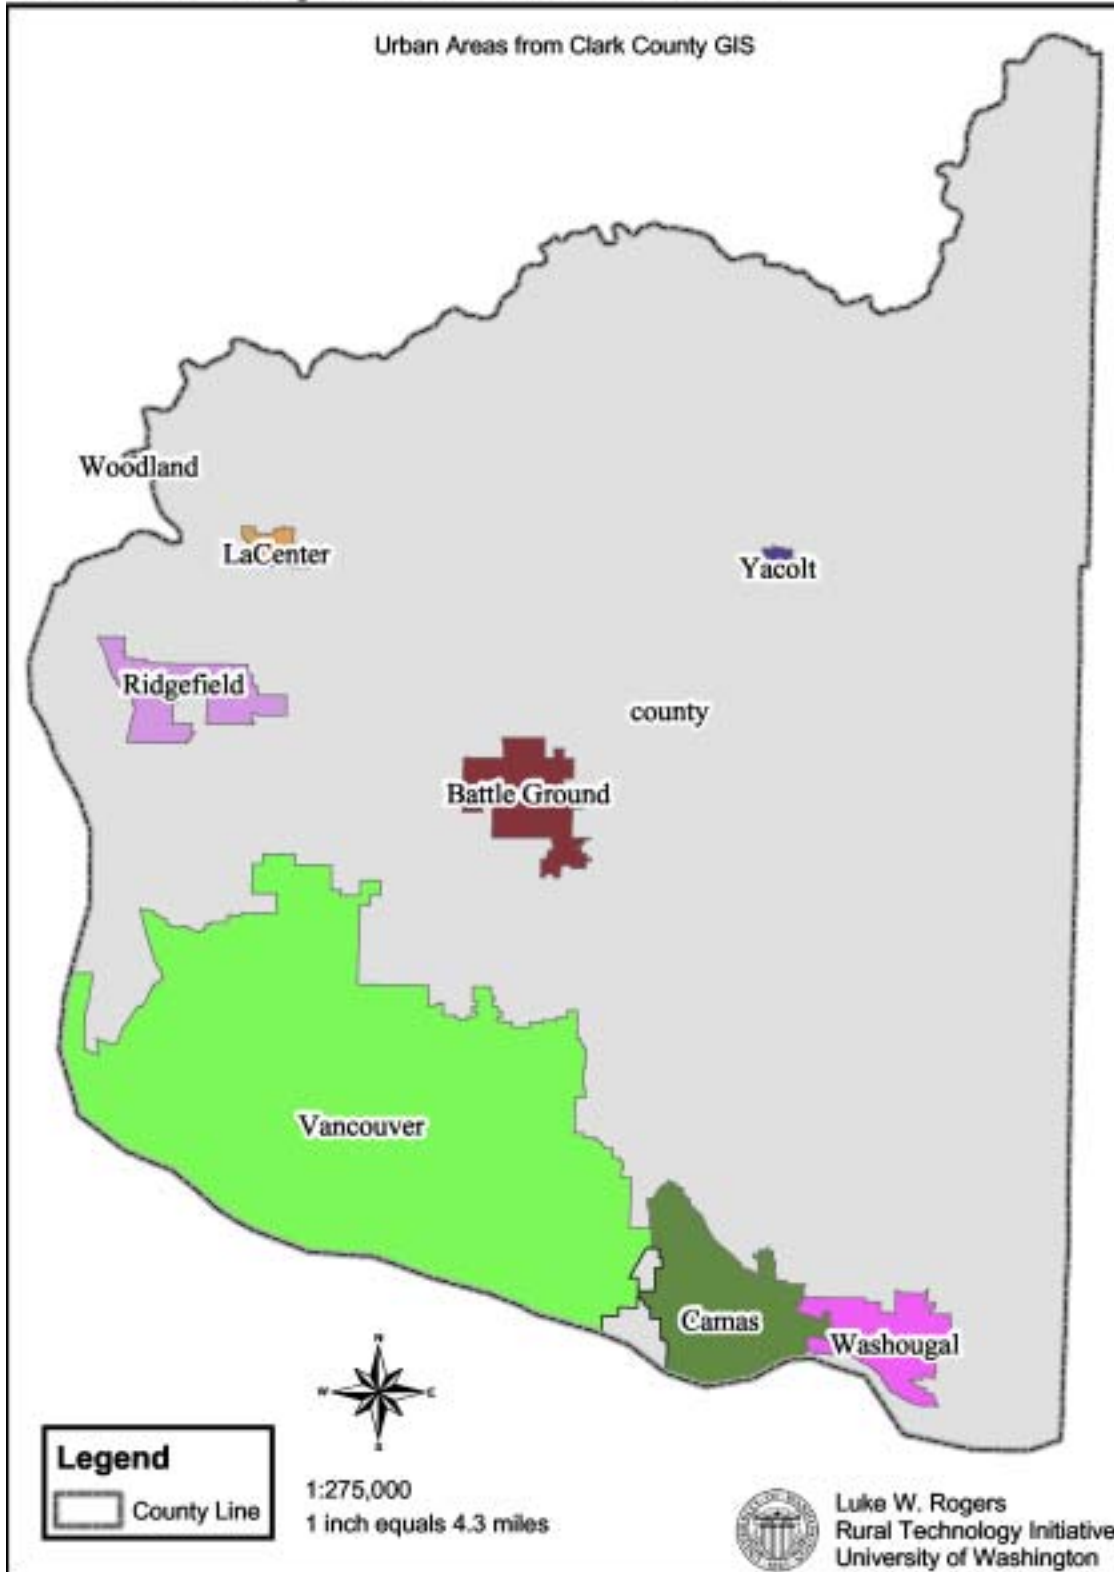 Urban Areas from Clark County GIS
Woodland
LaCenter
Yacolt
Ridgefield
county
Battle Ground
Vancouver
Camas
Washougal
N
W E
S
Legend
County Line
1:275,000
1 inch equals 4.3 miles
Luke W. Rogers
Rural Technology Initiative
University of Washington